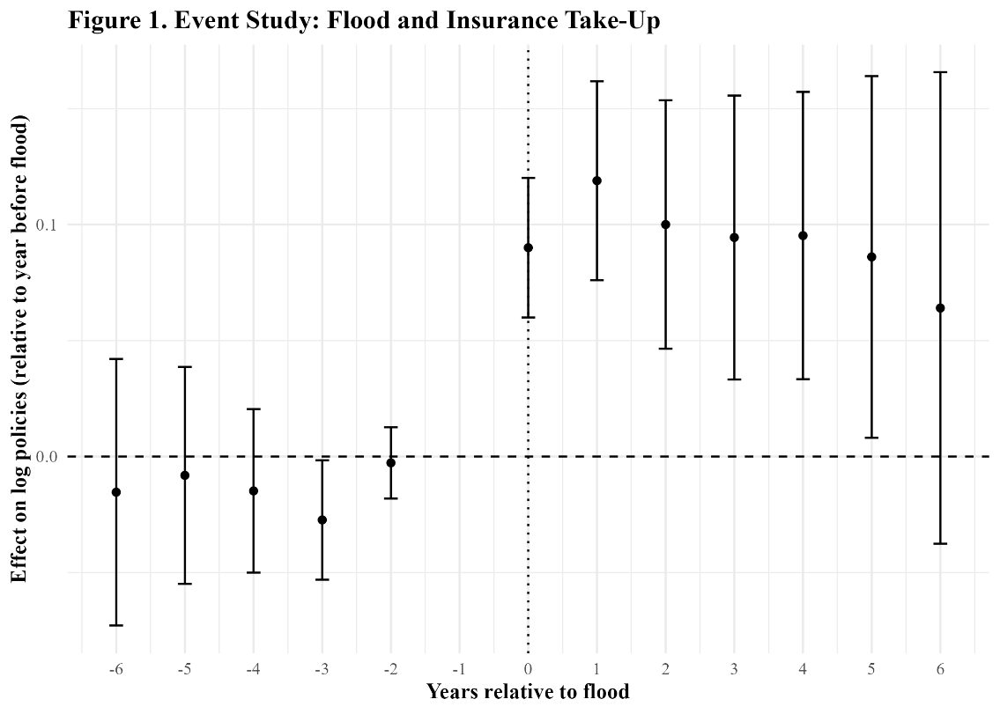 Figure 1. Event Study: Flood and Insurance Take-Up
Effect on log policies (relative to year before flood)
0.1
0.0
-6 -5 -4 -3 -2 -1 0 1 2 3 4 5 6
Years relative to flood